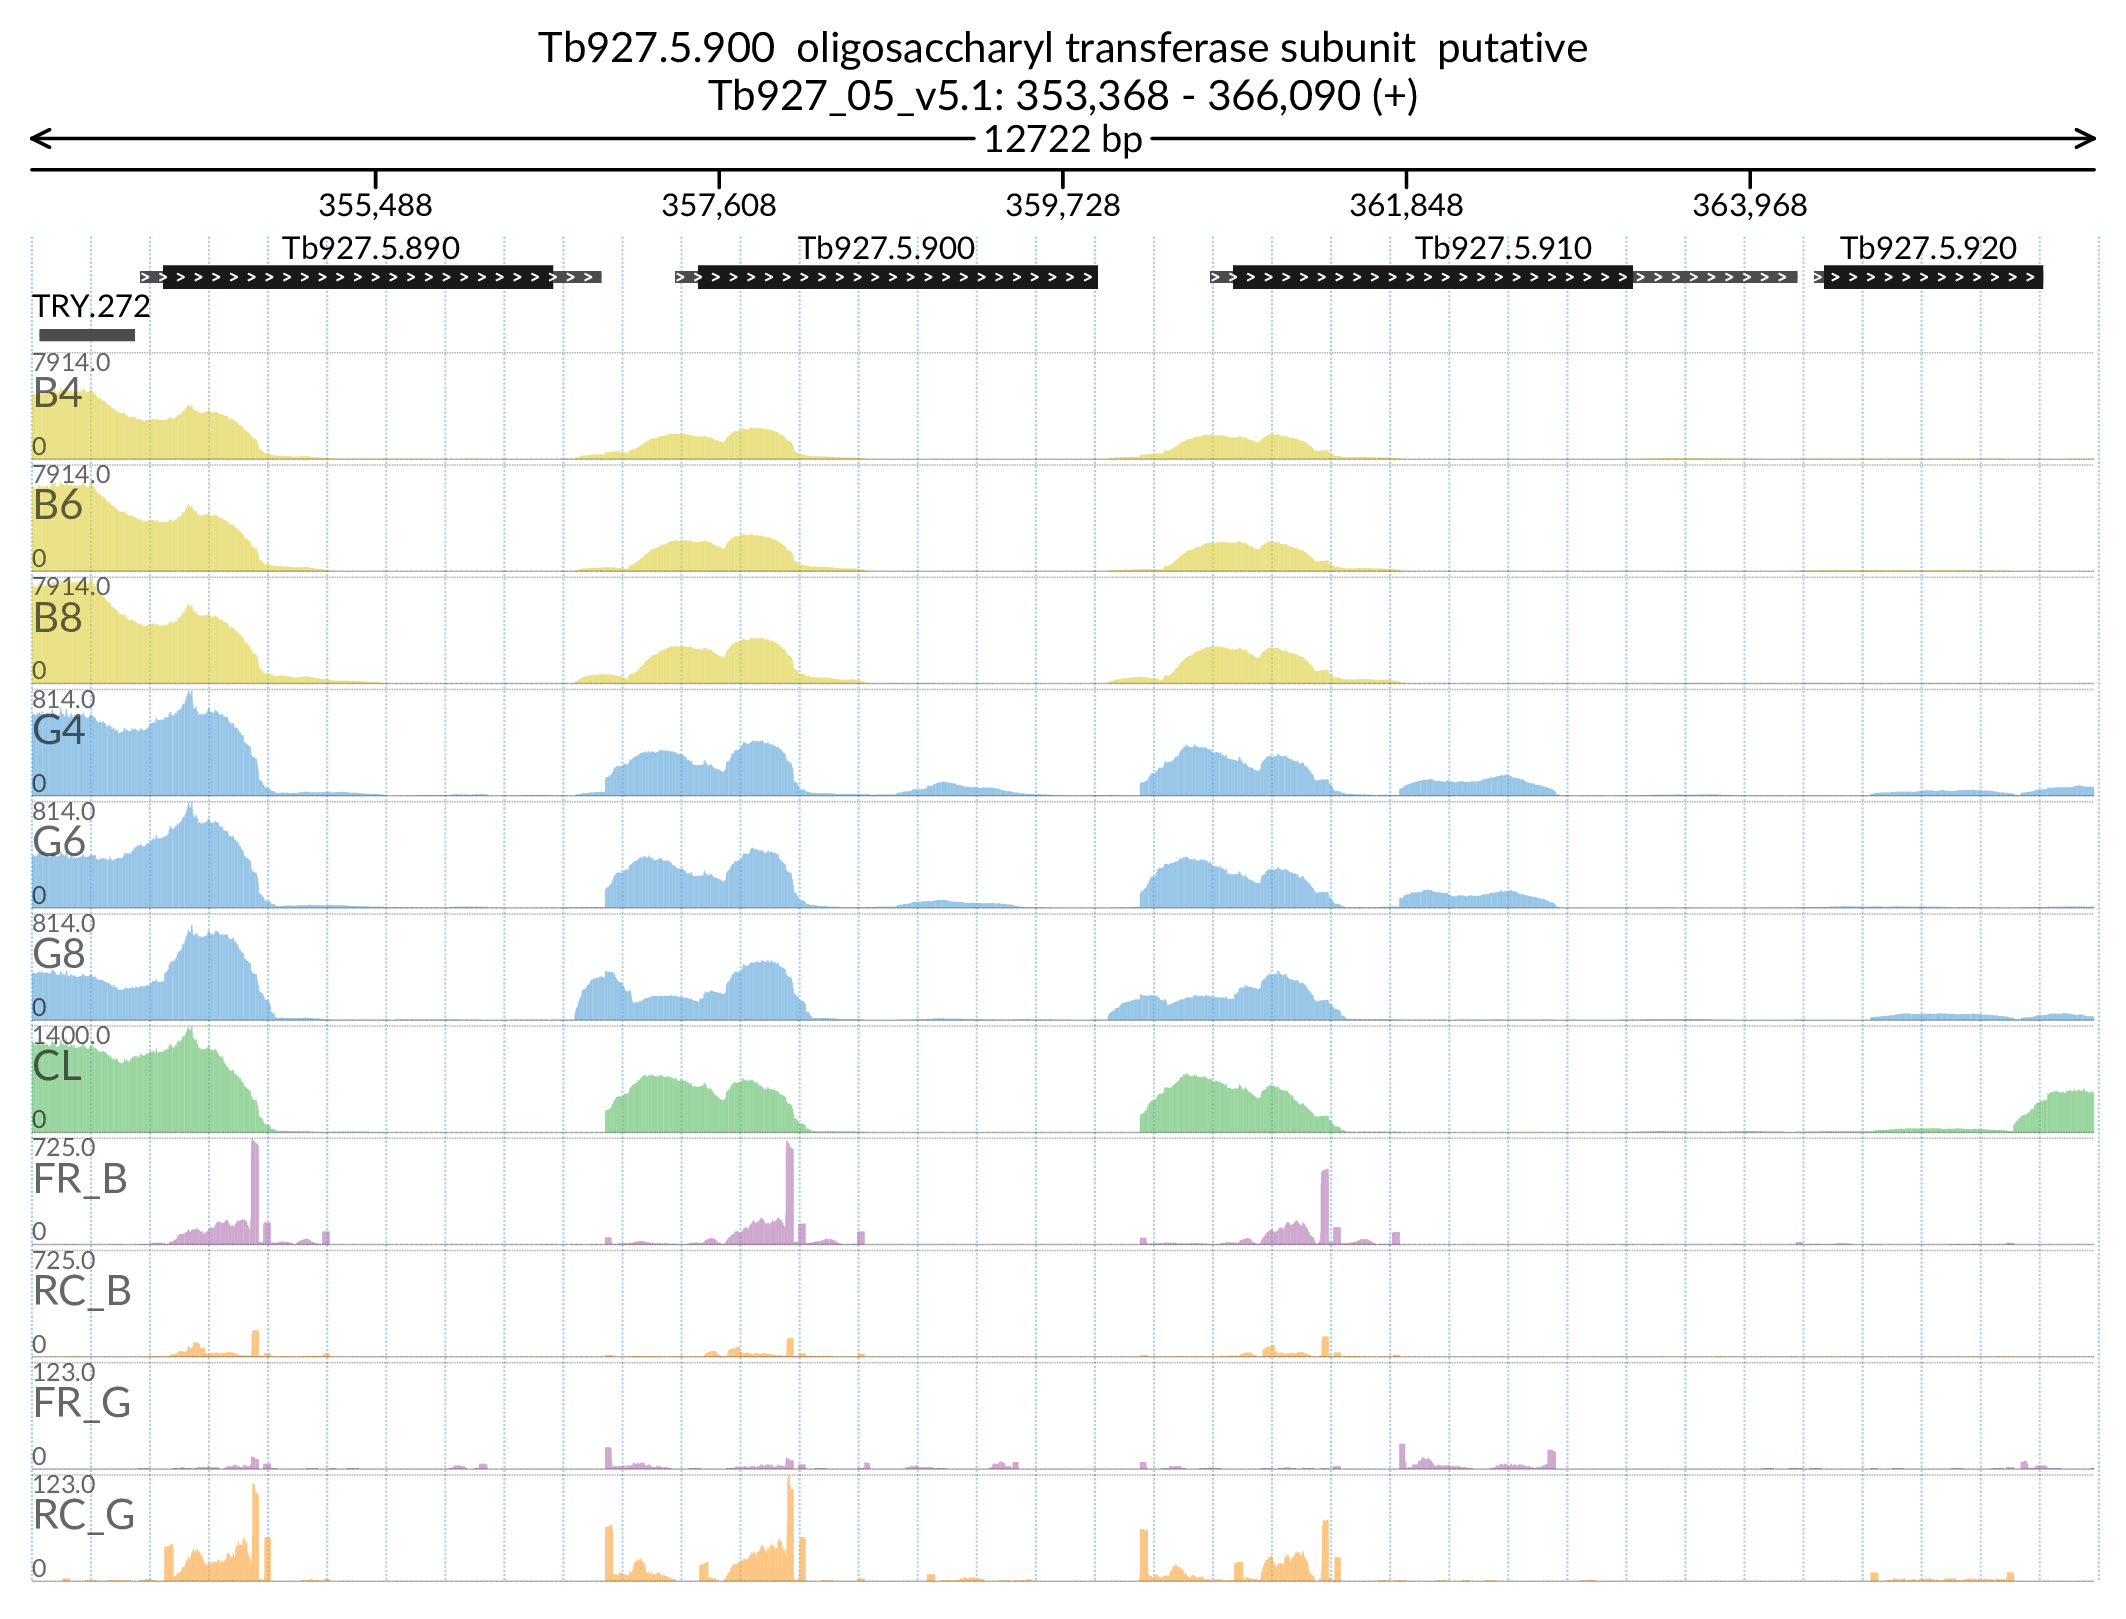 Tb927.5.900  oligosaccharyl transferase subunit  putative
Tb927_05_v5.1: 353,368 - 366,090 (+)
12722 bp
355,488 357,608 359,728 361,848 363,968
Tb927.5.890 Tb927.5.900 Tb927.5.910 Tb927.5.920
TRY.272
7914.0
B4
0
7914.0
B6
0
7914.0
B8
0
814.0
G4
0
814.0
G6
0
814.0
G8
0
1400.0
CL
0
725.0
FR_B
0
725.0
RC_B
0
123.0
FR_G
0
123.0
RC_G
0